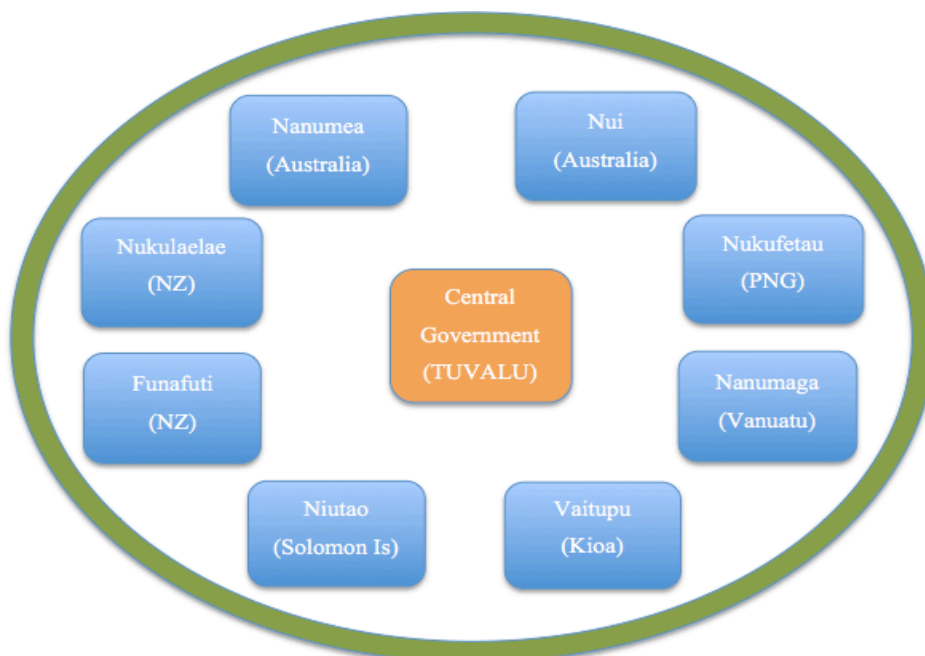 Nanumea
(Australia)
Nui
(Australia)
Nukulaelae
(NZ)
Nukufetau
(PNG)
Central
Government
(TUVALU)
Funafuti
(NZ)
Nanumaga
(Vanuatu)
Niutao
(Solomon Is)
Vaitupu
(Kioa)